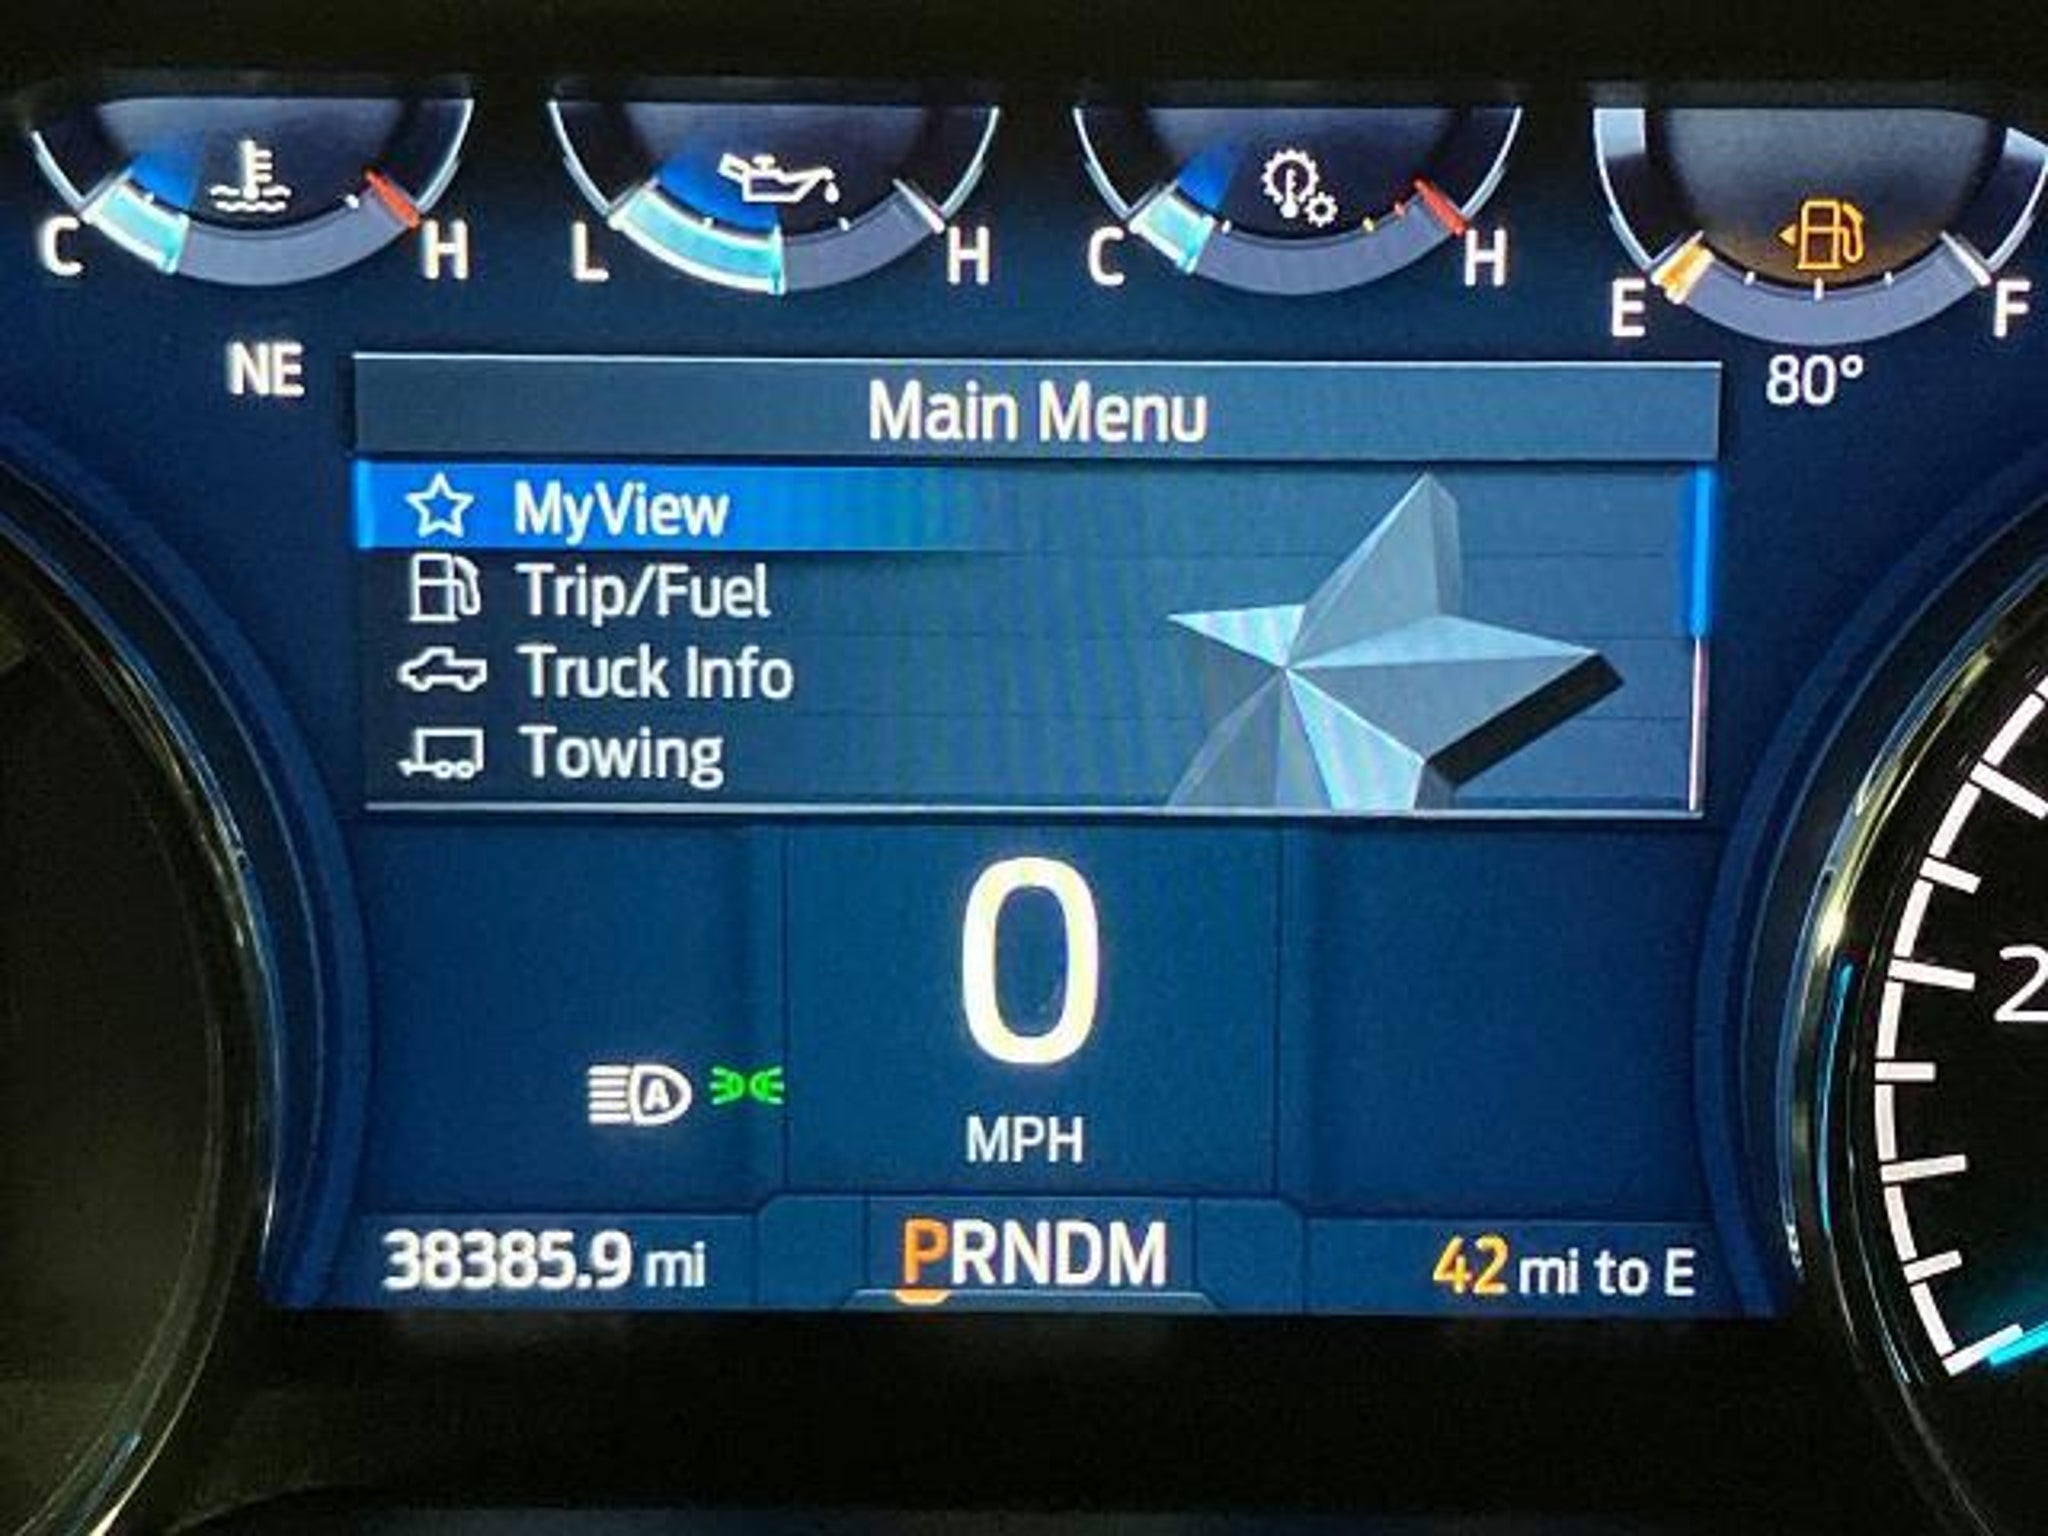 C H L H C H E F
NE
80°
Main Menu
MyView
Trip/Fuel
Truck Info
Towing
0
MPH
A
2
38385.9 mi
PRNDM
42 mi to E